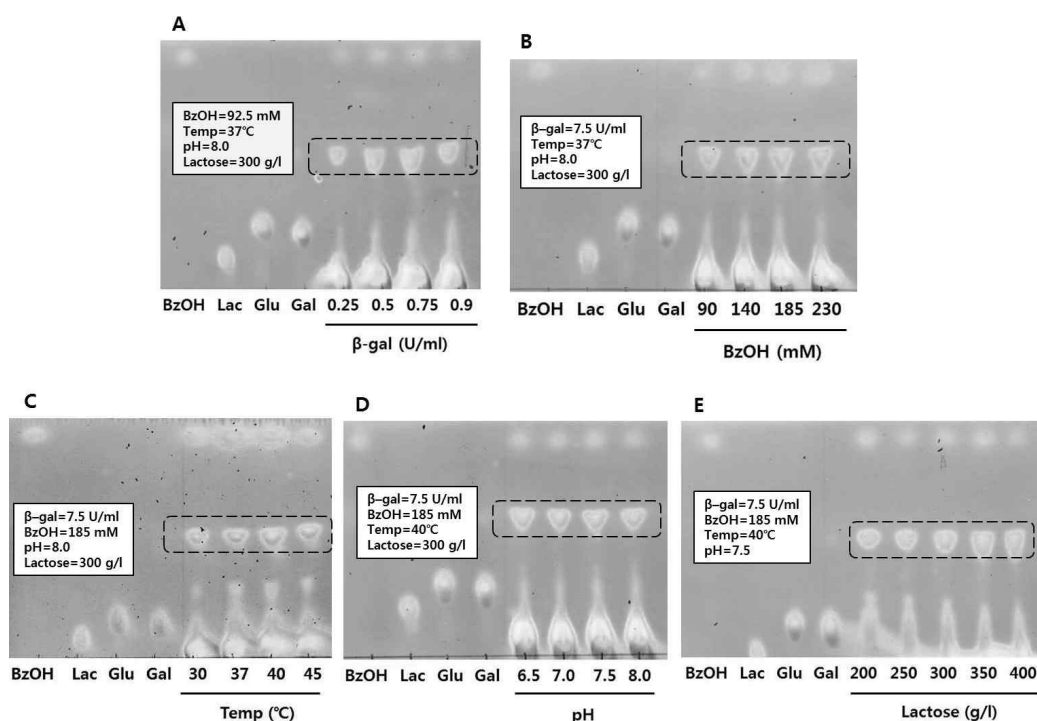 A
BzOH=92.5 mM
Temp=37℃
pH=8.0
Lactose=300 g/l
BzOH Lac Glu Gal 0.25 0.5 0.75 0.9
β-gal (U/ml)
B
β–gal=7.5 U/ml
Temp=37℃
pH=8.0
Lactose=300 g/l
BzOH Lac Glu Gal 90 140 185 230
BzOH (mM)
C
β–gal=7.5 U/ml
BzOH=185 mM
pH=8.0
Lactose=300 g/l
BzOH Lac Glu Gal 30 37 40 45
Temp (℃)
D
β–gal=7.5 U/ml
BzOH=185 mM
Temp=40℃
Lactose=300 g/l
BzOH Lac Glu Gal 6.5 7.0 7.5 8.0
pH
E
β–gal=7.5 U/ml
BzOH=185 mM
Temp=40℃
pH=7.5
BzOH Lac Glu Gal 200 250 300 350 400
Lactose (g/l)